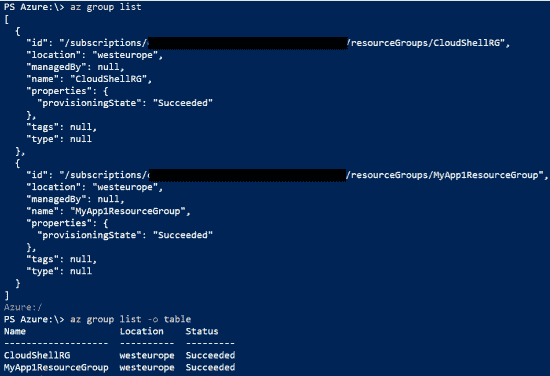 PS Azure:\> az group list
[
  {
    "id": "/subscriptions/ /resourceGroups/CloudShellRG",
    "location": "westeurope",
    "managedBy": null,
    "name": "CloudShellRG",
    "properties": {
      "provisioningState": "Succeeded"
    },
    "tags": null,
    "type": null
  },
  {
    "id": "/subscriptions/ /resourceGroups/MyApp1ResourceGroup",
    "location": "westeurope",
    "managedBy": null,
    "name": "MyApp1ResourceGroup",
    "properties": {
      "provisioningState": "Succeeded"
    },
    "tags": null,
    "type": null
  }
]
Azure:/
PS Azure:\> az group list -o table
Name                 Location    Status
-------------------  ----------  ---------
CloudShellRG         westeurope  Succeeded
MyApp1ResourceGroup  westeurope  Succeeded